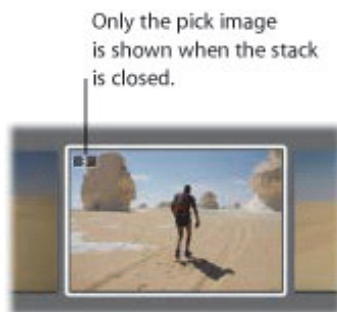 Only the pick image
is shown when the stack
is closed.